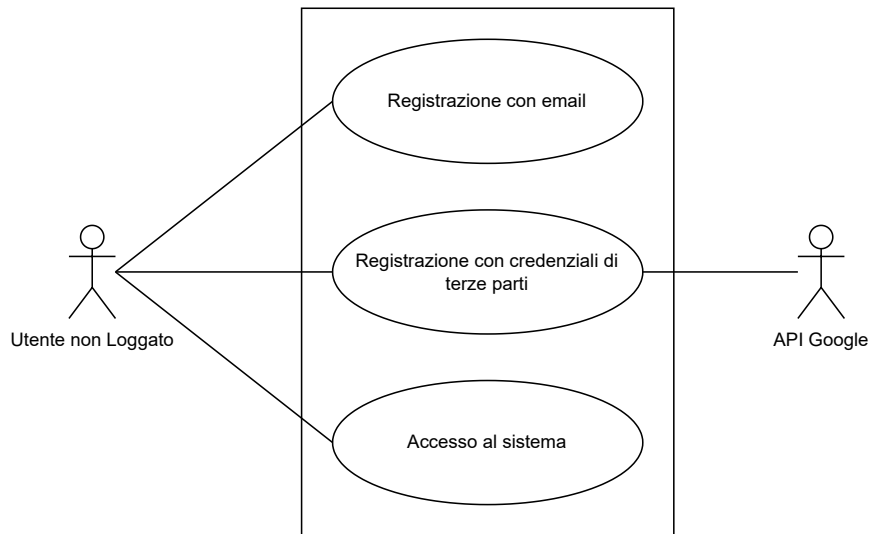 Registrazione con email
Registrazione con credenziali di
terze parti
Utente non Loggato
API Google
Accesso al sistema